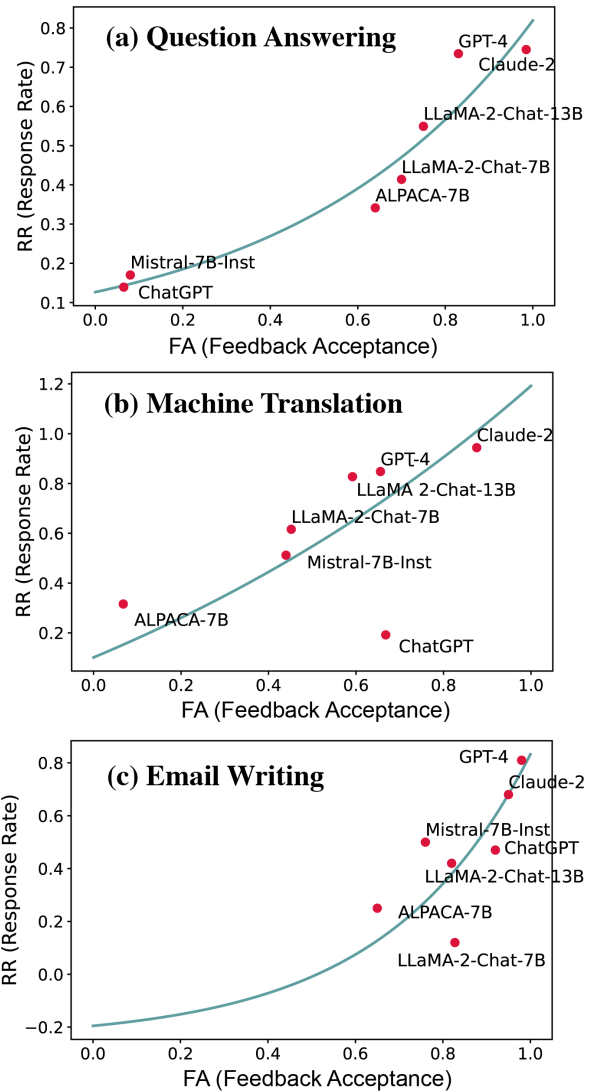 (a) Question Answering
RR (Response Rate)
0.8
0.7
0.6
0.5
0.4
0.3
0.2
0.1
GPT-4
Claude-2
LLaMA-2-Chat-13B
LLaMA-2-Chat-7B
ALPACA-7B
Mistral-7B-Inst
ChatGPT
0.0 0.2 0.4 0.6 0.8 1.0
FA (Feedback Acceptance)
(b) Machine Translation
RR (Response Rate)
1.2
1.0
0.8
0.6
0.4
0.2
Claude-2
GPT-4
LLaMA 2-Chat-13B
LLaMA-2-Chat-7B
Mistral-7B-Inst
ALPACA-7B
ChatGPT
0.0 0.2 0.4 0.6 0.8 1.0
FA (Feedback Acceptance)
(c) Email Writing
RR (Response Rate)
0.8
0.6
0.4
0.2
0.0
−0.2
GPT-4
Claude-2
Mistral-7B-Inst
ChatGPT
LLaMA-2-Chat-13B
ALPACA-7B
LLaMA-2-Chat-7B
0.0 0.2 0.4 0.6 0.8 1.0
FA (Feedback Acceptance)